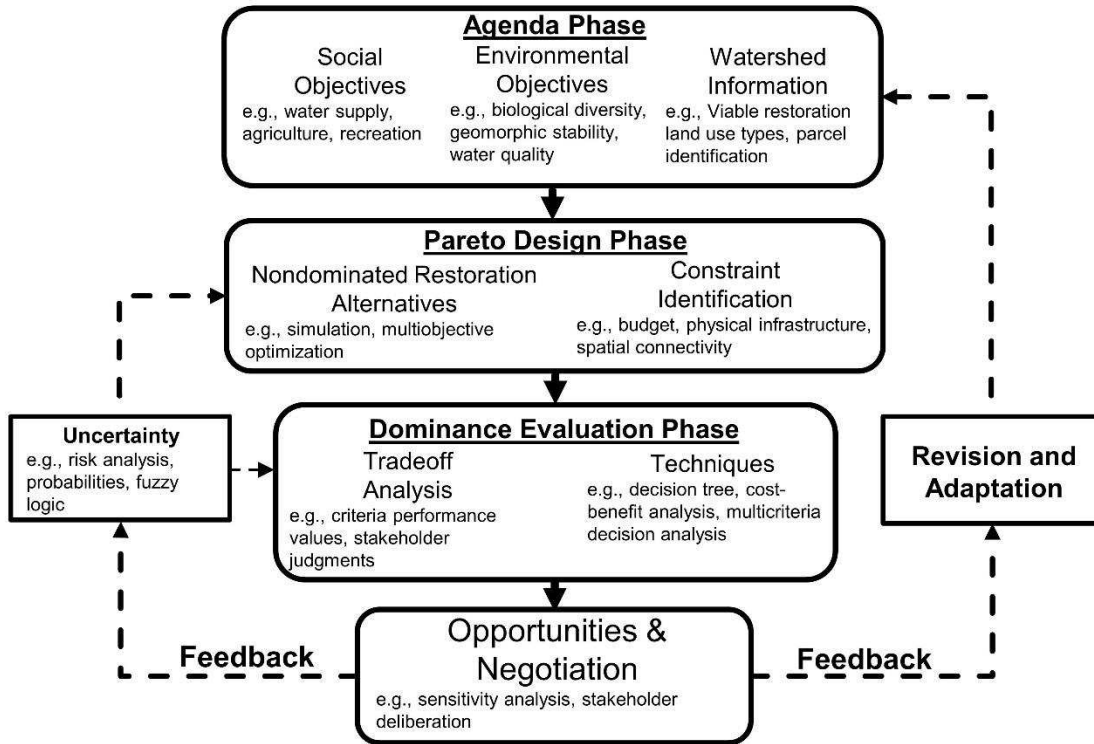 Agenda Phase
Social
Objectives
e.g., water supply,
agriculture, recreation
Environmental
Objectives
e.g., biological diversity,
geomorphic stability,
water quality
Watershed
Information
e.g., Viable restoration
land use types, parcel
identification
Pareto Design Phase
Nondominated Restoration
Alternatives
e.g., simulation, multiobjective
optimization
Constraint
Identification
e.g., budget, physical infrastructure,
spatial connectivity
Uncertainty
e.g., risk analysis,
probabilities, fuzzy
logic
Dominance Evaluation Phase
Tradeoff
Analysis
e.g., criteria performance
values, stakeholder
judgments
Techniques
e.g., decision tree, cost-
benefit analysis, multicriteria
decision analysis
Revision and
Adaptation
Feedback
Opportunities &
Negotiation
e.g., sensitivity analysis, stakeholder
deliberation
Feedback